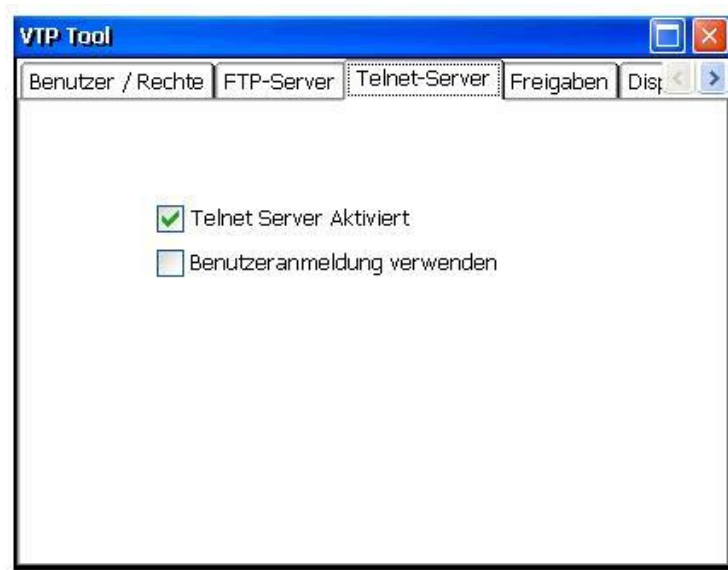 VTP Tool
Benutzer / Rechte FTP-Server Telnet-Server Freigaben
Telnet Server Aktiviert
Benutzeranmeldung verwenden